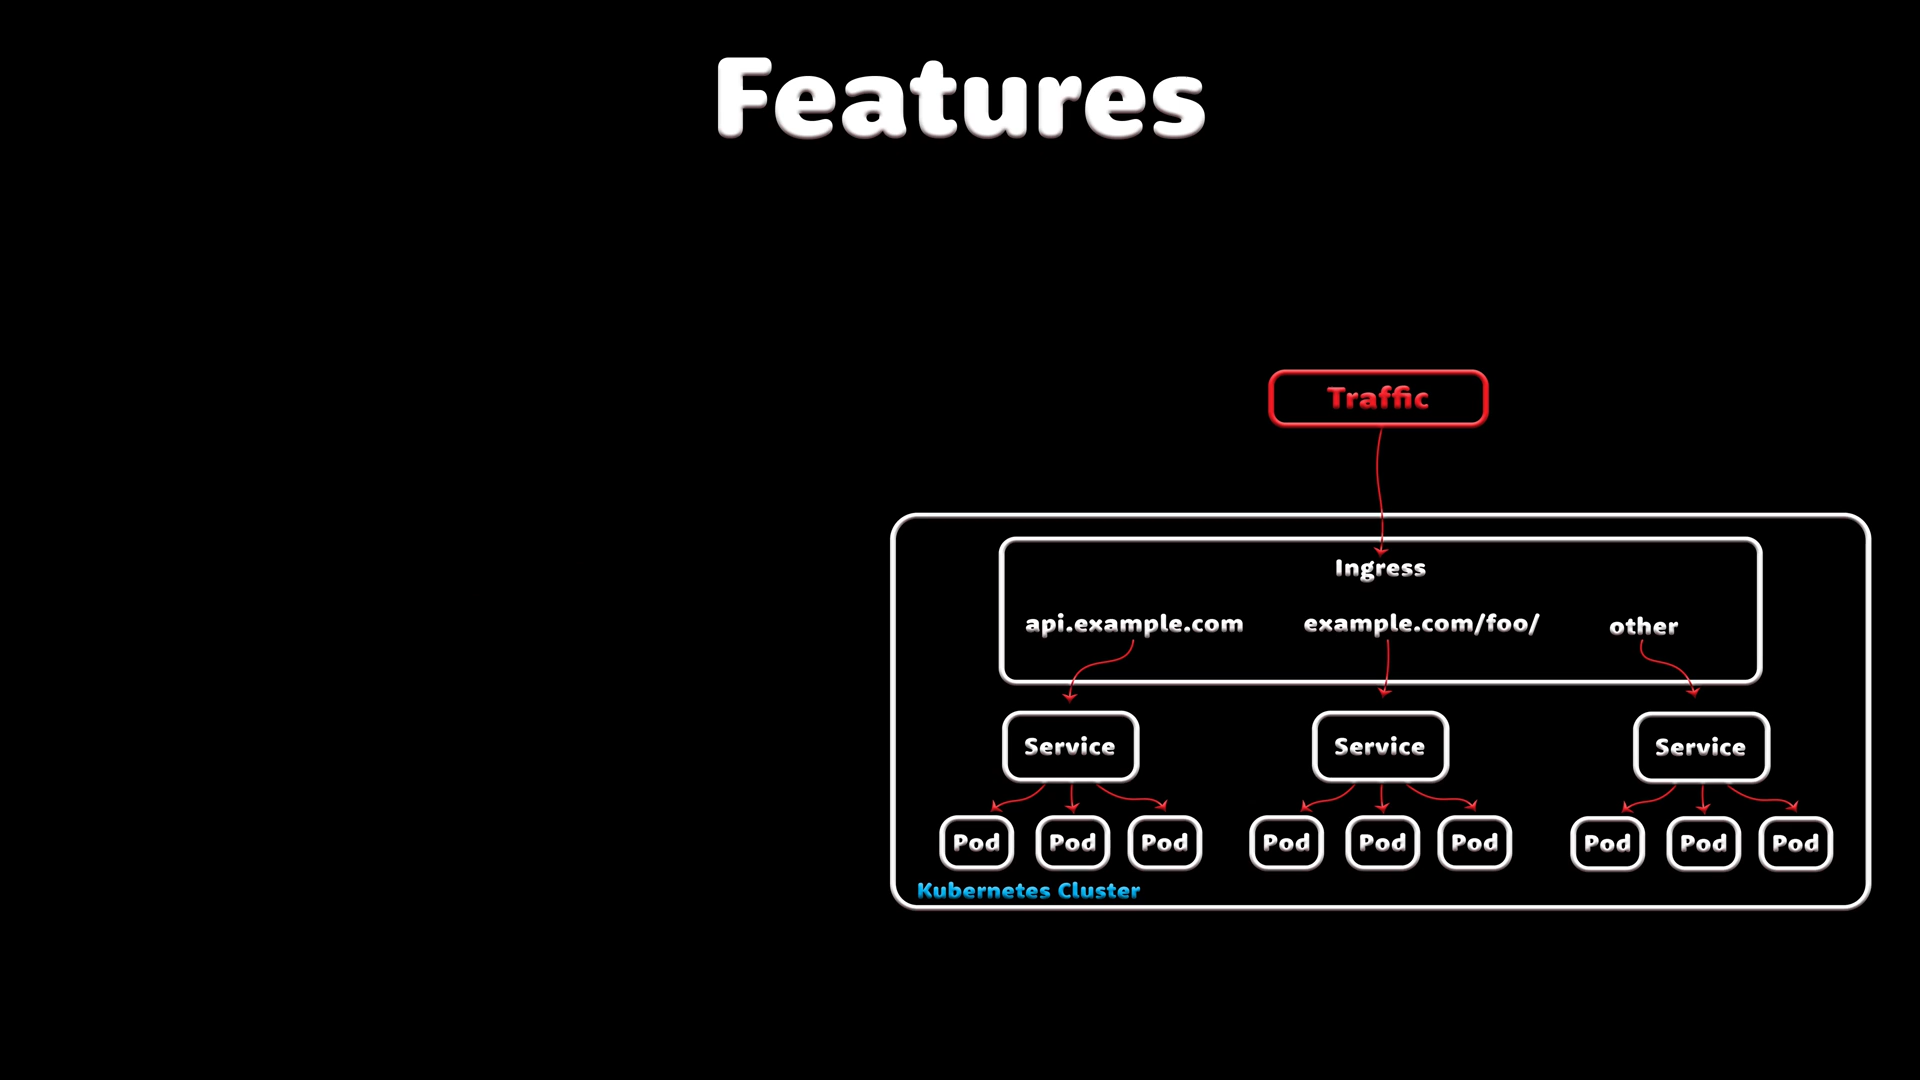 Features
Traffic
Ingress
api.example.com example.com/foo/ other
Service Service Service
Pod Pod Pod Pod Pod Pod Pod Pod Pod
Kubernetes Cluster